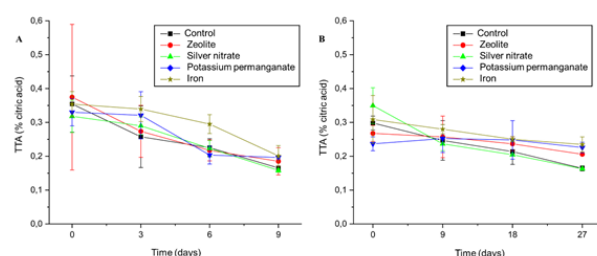 A
Control
Zeolite
Silver nitrate
Potassium permanganate
Iron
TTA (% citric acid)
0,6
0,5
0,4
0,3
0,2
0,1
0,0
0 3 6 9
Time (days)
B
Control
Zeolite
Silver nitrate
Potassium permanganate
Iron
TTA (% citric acid)
0,6
0,5
0,4
0,3
0,2
0,1
0,0
0 9 18 27
Time (days)